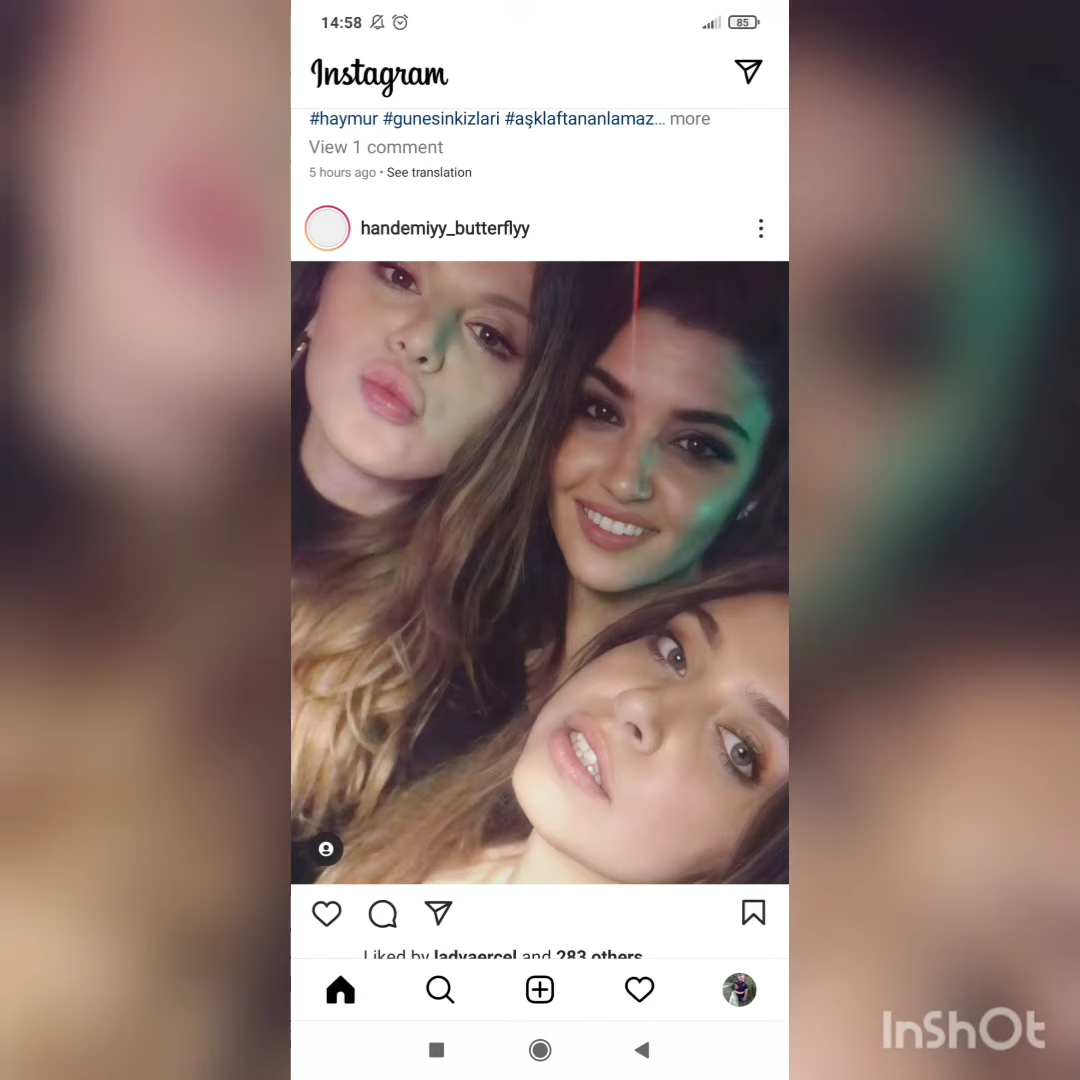 14:58
85
Instagram
#haymur #gunesinkizlari #aşklaftananlamaz... more
View 1 comment
5 hours ago • See translation
handemiyy_butterflyy
Liked by ladyaercel and 283 others
InShOt